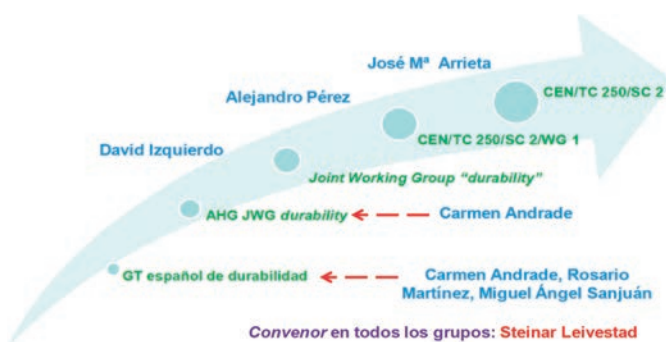 José Mª Arrieta
CEN/TC 250/SC 2
Alejandro Pérez
CEN/TC 250/SC 2/WG 1
David Izquierdo
Joint Working Group “durability”
AHG JWG durability
Carmen Andrade
GT español de durabilidad
Carmen Andrade, Rosario
Martínez, Miguel Ángel Sanjuán
Convenor en todos los grupos: Steinar Leivestad